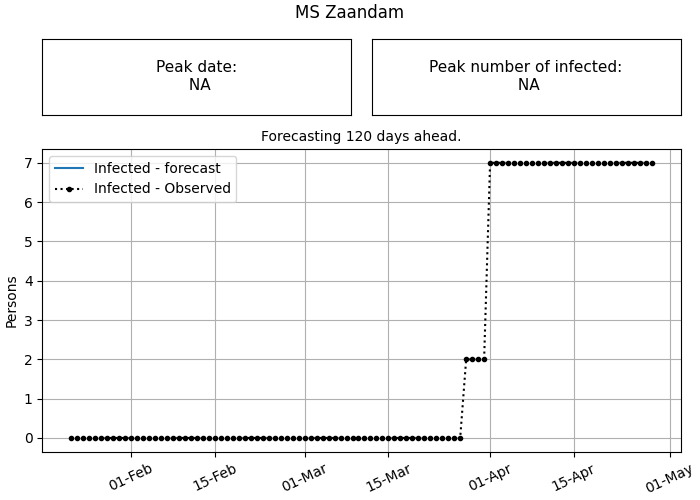 MS Zaandam
Peak date:
NA
Peak number of infected:
NA
Forecasting 120 days ahead.
Infected - forecast
Infected - Observed
Persons
7
6
5
4
3
2
1
0
01-Feb
15-Feb
01-Mar
15-Mar
01-Apr
15-Apr
01-May